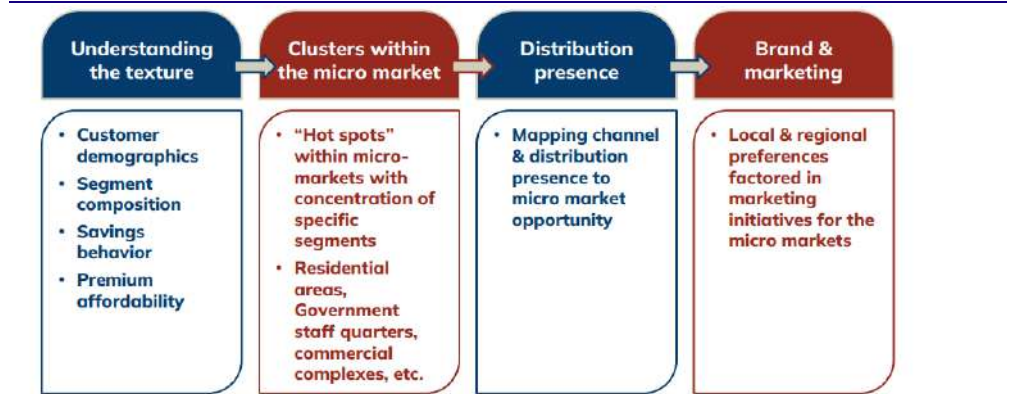 Understanding
the texture
Clusters within
the micro market
Distribution
presence
Brand &
marketing
• Customer
demographics
• Segment
composition
• Savings
behavior
• Premium
affordability
• “Hot spots”
within micro-
markets with
concentration of
specific
segments
• Residential
areas,
Government
staff quarters,
commercial
complexes, etc.
• Mapping channel
& distribution
presence to
micro market
opportunity
• Local & regional
preferences
factored in
marketing
initiatives for the
micro markets